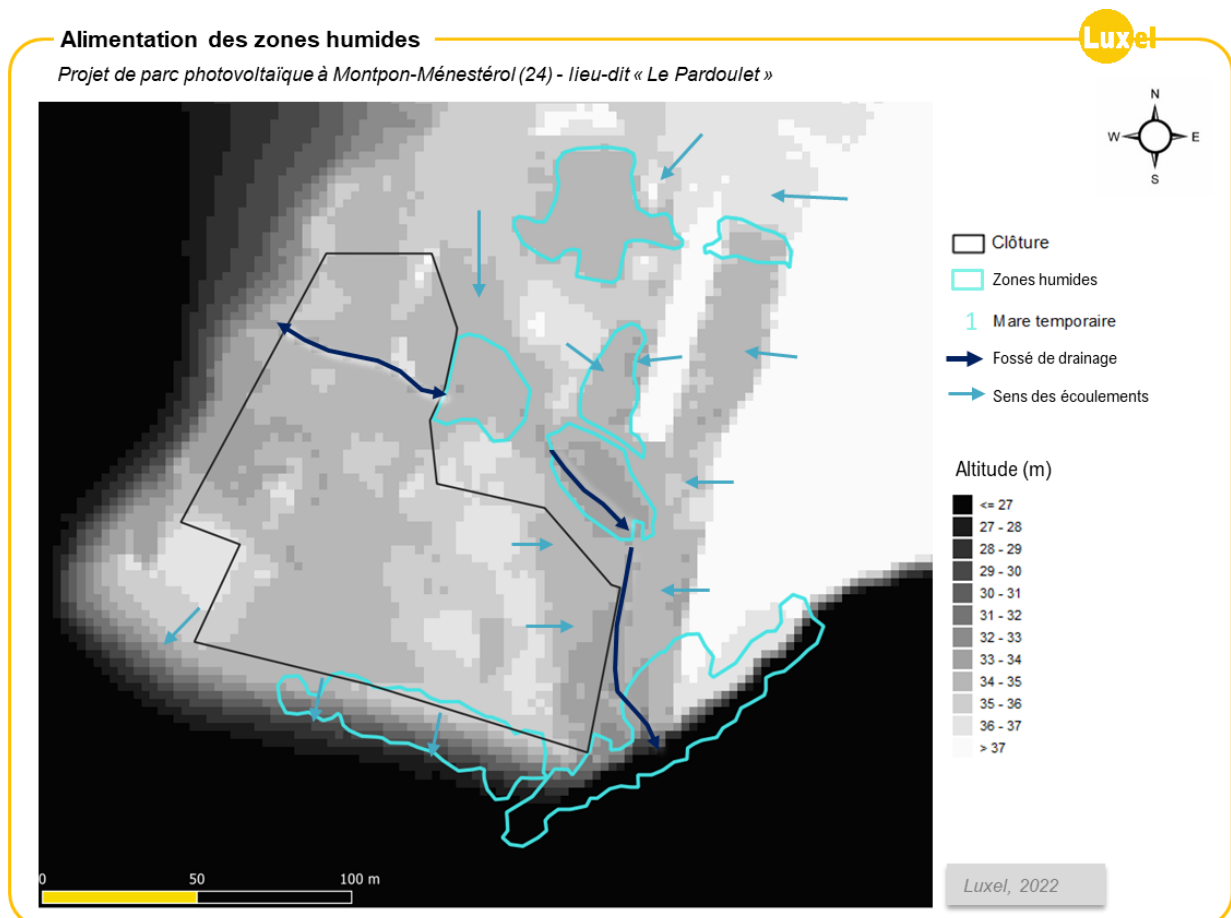 Alimentation des zones humides
Luxel
Projet de parc photovoltaïque à Montpon-Ménestérol (24) - lieu-dit « Le Pardoulet »
N
W E
S
Clôture
Zones humides
1 Mare temporaire
Fossé de drainage
Sens des écoulements
Altitude (m)
<= 27
27 - 28
28 - 29
29 - 30
30 - 31
31 - 32
32 - 33
33 - 34
34 - 35
35 - 36
36 - 37
> 37
0 50 100 m
Luxel, 2022